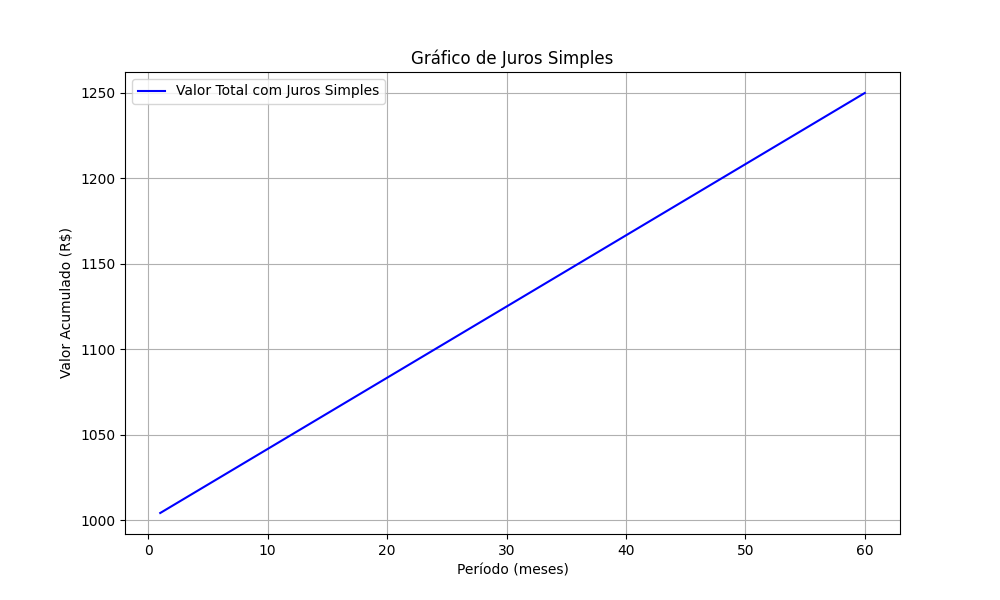 Gráfico de Juros Simples
Valor Total com Juros Simples
Valor Acumulado (R$)
1250
1200
1150
1100
1050
1000
0 10 20 30 40 50 60
Período (meses)